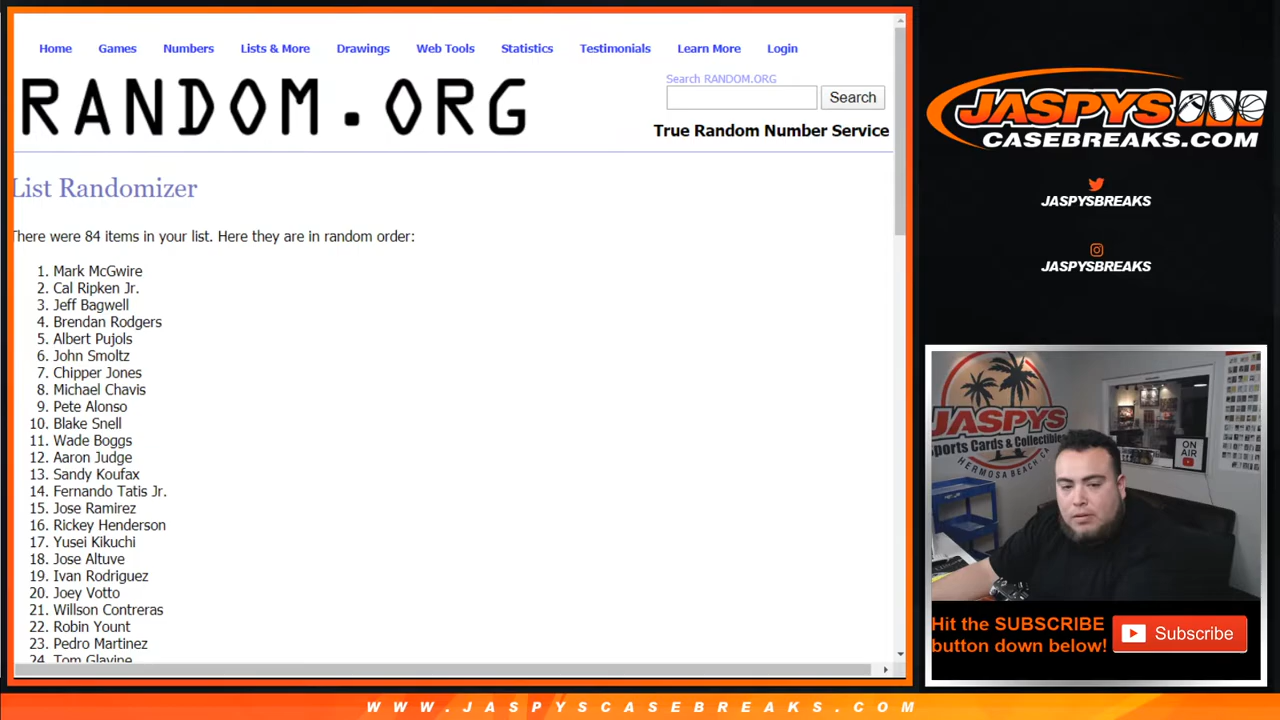 Home Games Numbers Lists & More Drawings Web Tools Statistics Testimonials Learn More Login
RANDOM.ORG
Search RANDOM.ORG
Search
True Random Number Service
List Randomizer
There were 84 items in your list. Here they are in random order:
1. Mark McGwire
2. Cal Ripken Jr.
3. Jeff Bagwell
4. Brendan Rodgers
5. Albert Pujols
6. John Smoltz
7. Chipper Jones
8. Michael Chavis
9. Pete Alonso
10. Blake Snell
11. Wade Boggs
12. Aaron Judge
13. Sandy Koufax
14. Fernando Tatis Jr.
15. Jose Ramirez
16. Rickey Henderson
17. Yusei Kikuchi
18. Jose Altuve
19. Ivan Rodriguez
20. Joey Votto
21. Willson Contreras
22. Robin Yount
23. Pedro Martinez
24. Tom Glavine
JASPYS
CASEBREAKS.COM
JASPYSBREAKS
JASPYSBREAKS
JASPYS
Sports Cards & Collectibles
HERMOSA BEACH CA
ON
AIR
Hit the SUBSCRIBE
button down below!
Subscribe
WWW.JASPYSCASEBREAKS.COM